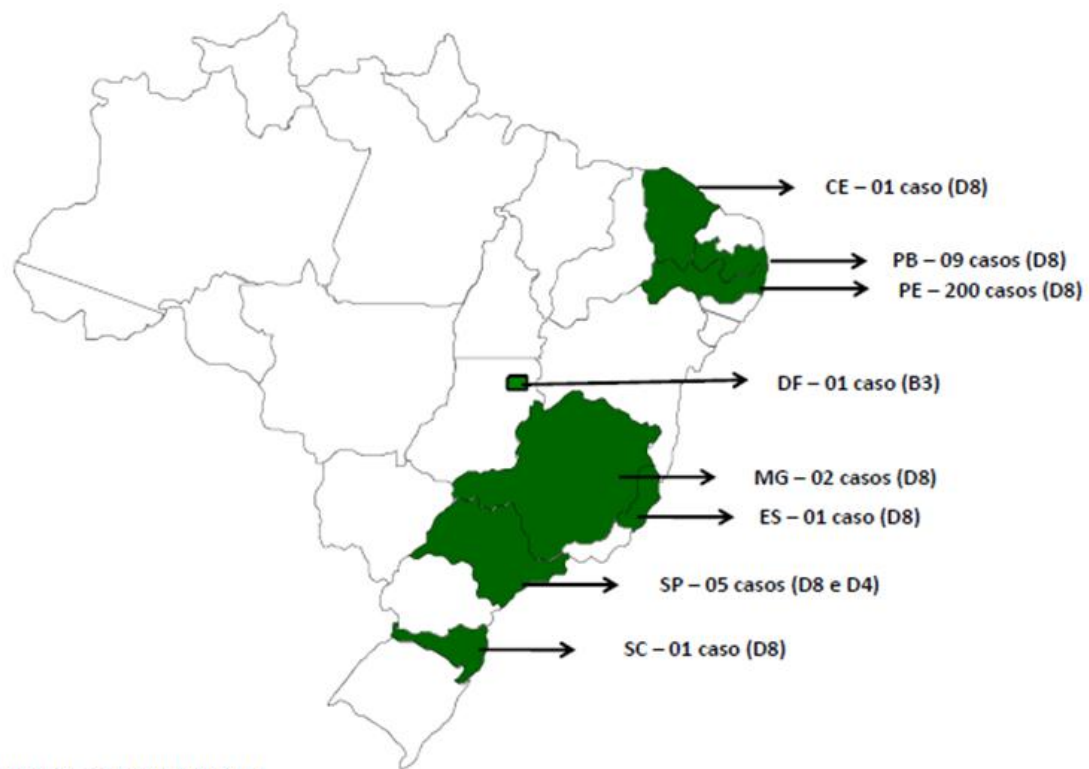 CE – 01 caso (D8)
PB – 09 casos (D8)
PE – 200 casos (D8)
DF – 01 caso (B3)
MG – 02 casos (D8)
ES – 01 caso (D8)
SP – 05 casos (D8 e D4)
SC – 01 caso (D8)